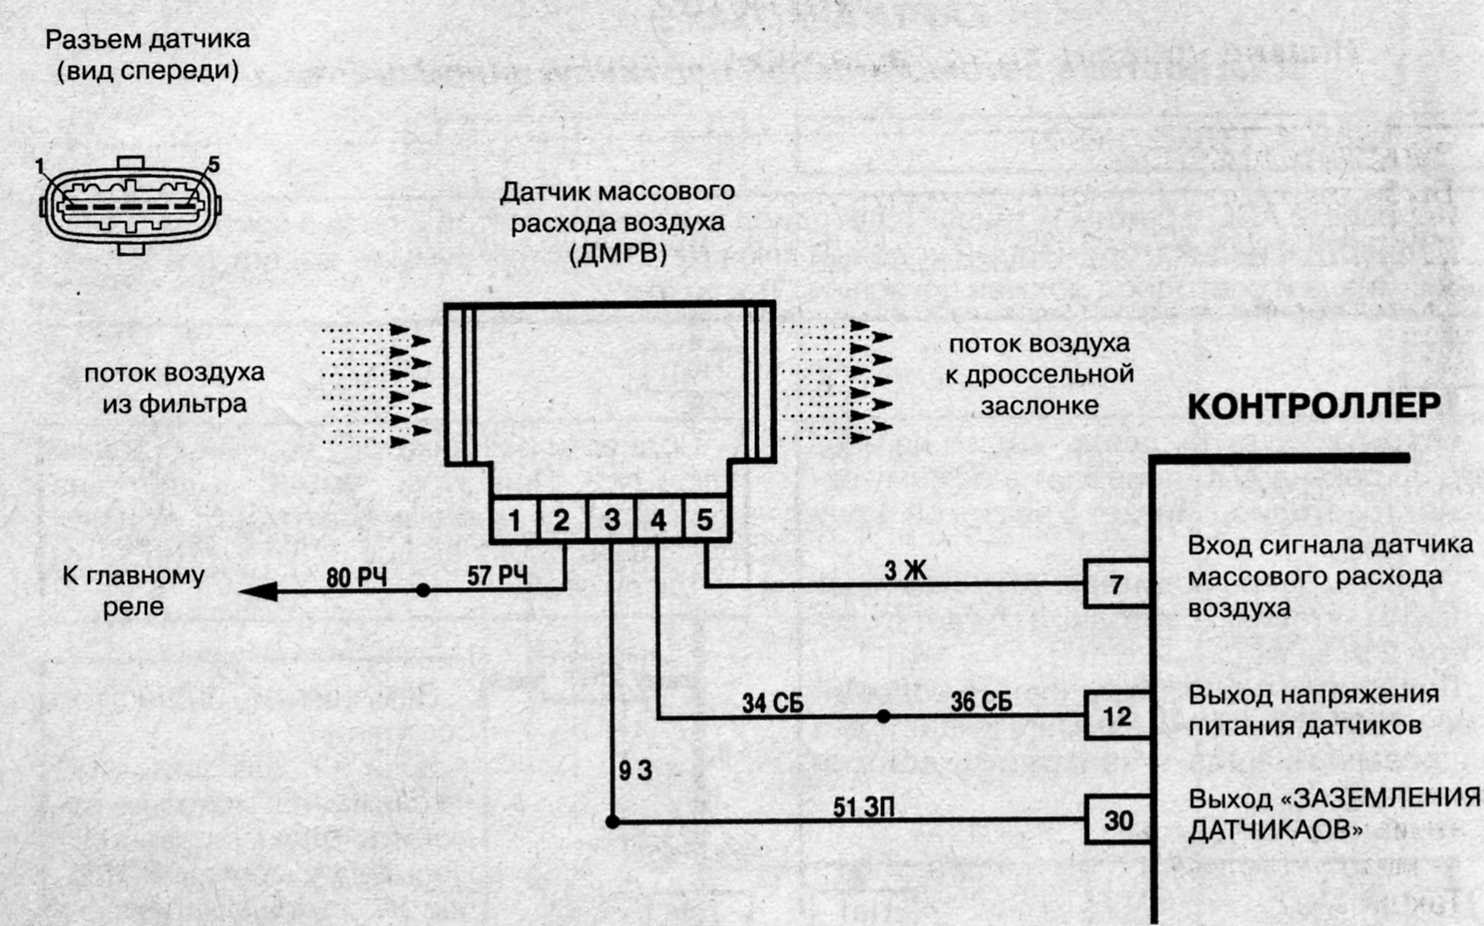 Разъем датчика
(вид спереди)
1
5
Датчик массового
расхода воздуха
(ДМРВ)
поток воздуха
из фильтра
поток воздуха
к дроссельной
заслонке
КОНТРОЛЛЕР
1 2 3 4 5
К главному
реле
80 РЧ
57 РЧ
3 Ж
7
Вход сигнала датчика
массового расхода
воздуха
34 СБ
36 СБ
12
Выход напряжения
питания датчиков
9 З
51 ЗП
30
Выход «ЗАЗЕМЛЕНИЯ
ДАТЧИКАОВ»